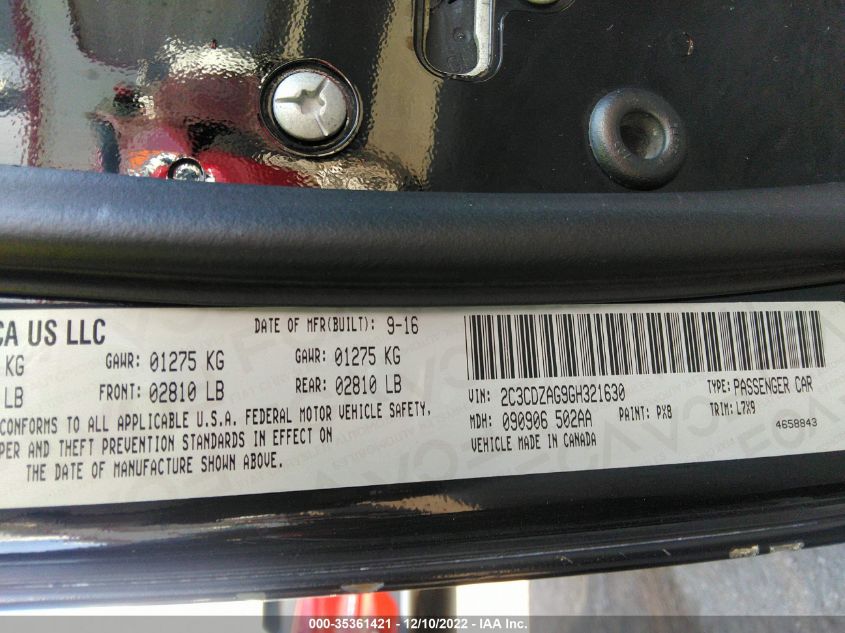 CA US LLC
DATE OF MFR(BUILT): 9-16
KG GAWR: 01275 KG GAWR: 01275 KG
LB FRONT: 02810 LB REAR: 02810 LB
CONFORMS TO ALL APPLICABLE U.S.A. FEDERAL MOTOR VEHICLE SAFETY,
PER AND THEFT PREVENTION STANDARDS IN EFFECT ON
THE DATE OF MANUFACTURE SHOWN ABOVE.
VIN: 2C3CDZAG9GH321630 TYPE: PASSENGER CAR
MDH: 090906 502AA PAINT: PX8 TRIM: L7X9
VEHICLE MADE IN CANADA 4658843
000-35361421 - 12/10/2022 - © IAA Inc.